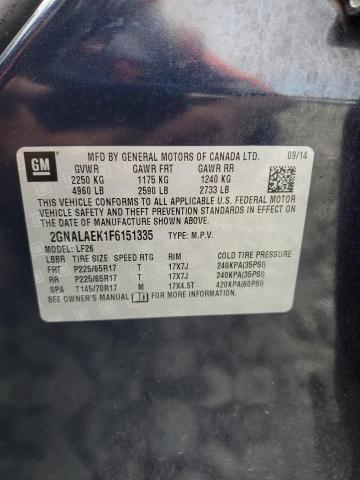 GM
MFD BY GENERAL MOTORS OF CANADA LTD. 09/14
GVWR GAWR FRT GAWR RR
2250 KG 1175 KG 1240 KG
4960 LB 2590 LB 2733 LB
THIS VEHICLE CONFORMS TO ALL APPLICABLE U.S. FEDERAL MOTOR
VEHICLE SAFETY AND THEFT PREVENTION STANDARDS IN EFFECT ON
THE DATE OF MANUFACTURE SHOWN ABOVE.
2GNALAEK1F6151335 TYPE: M.P.V.
MODEL: LF26
LBBR TIRE SIZE SPEED RTG RIM COLD TIRE PRESSURE
FRT P225/65R17 T 17X7J 240KPA(35PSI)
RR P225/65R17 T 17X7J 240KPA(35PSI)
SPA T145/70R17 M 17X4.5T 420KPA(60PSI)
SEE OWNER'S MANUAL FOR ADDITIONAL INFORMATION